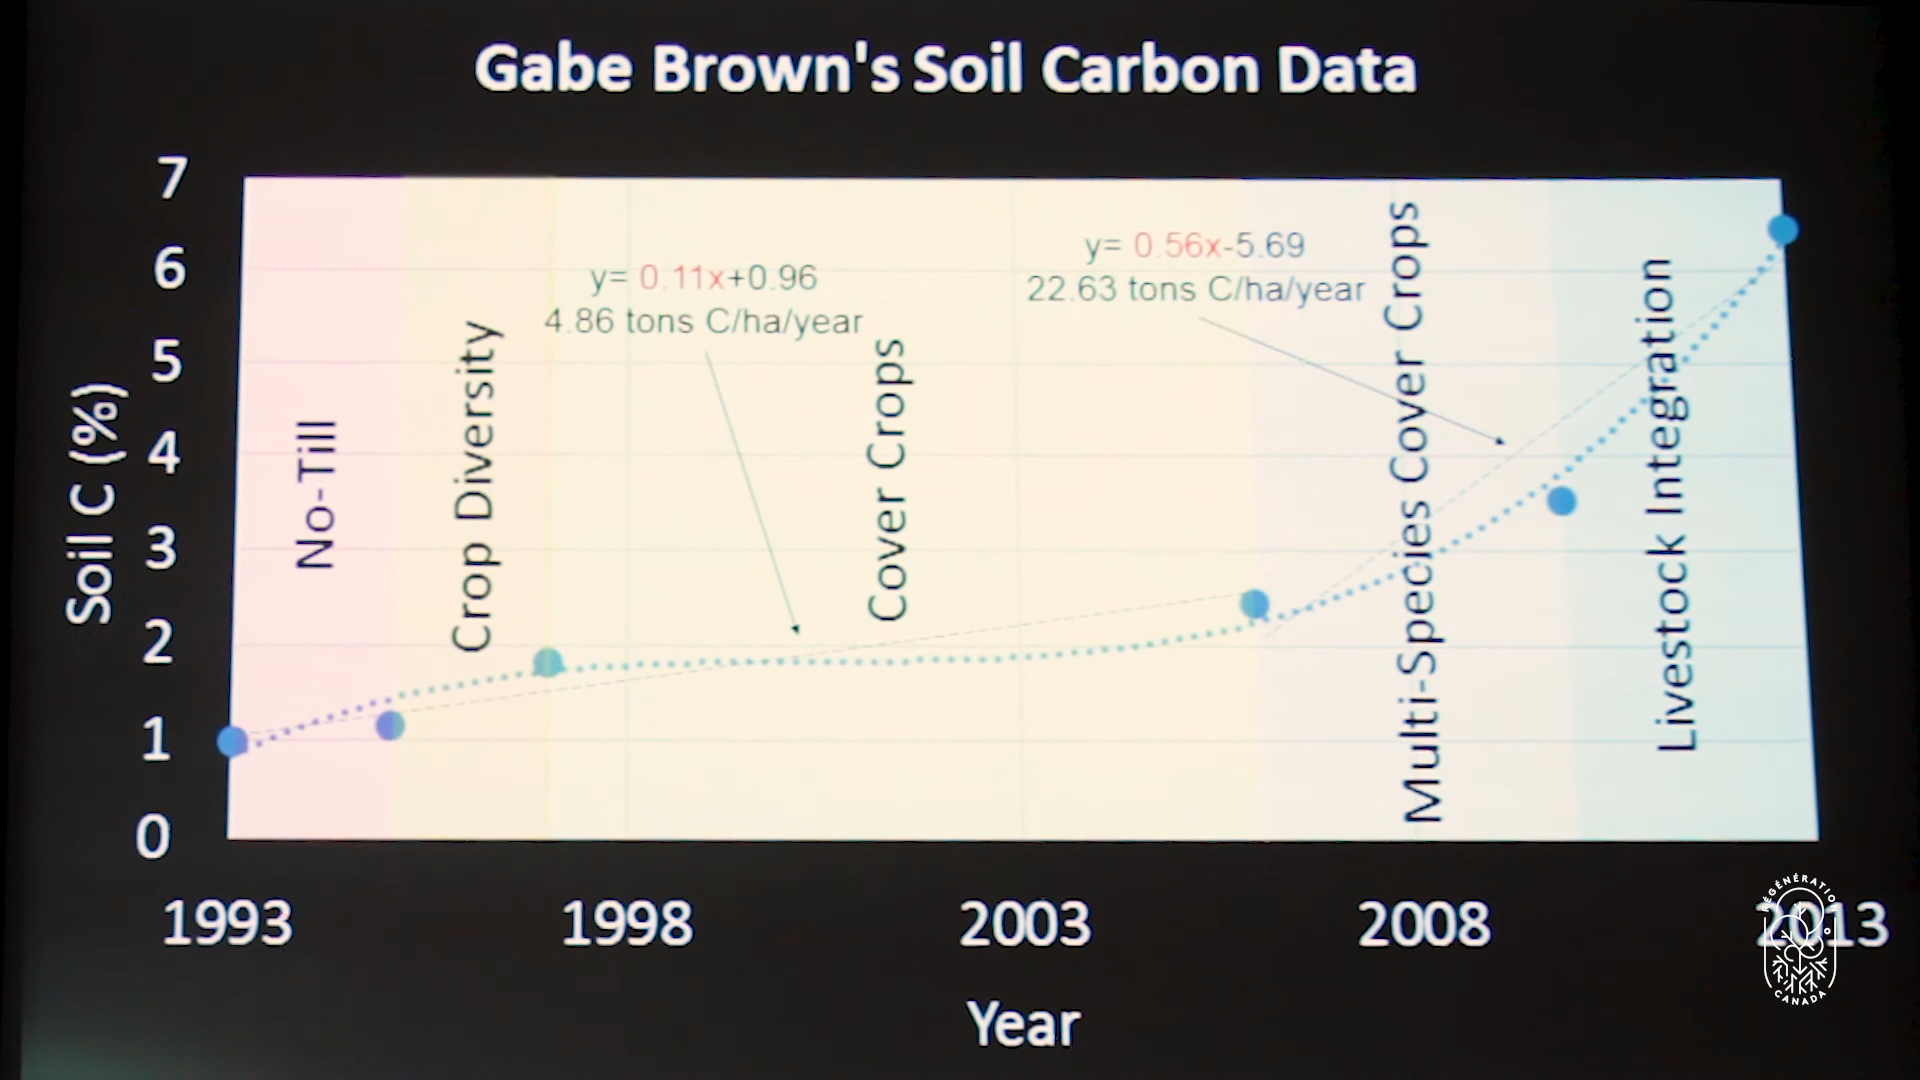 Gabe Brown's Soil Carbon Data
7
6
5
4
3
2
1
0
Soil C (%)
No-Till
Crop Diversity
y= 0.11x+0.96
4.86 tons C/ha/year
Cover Crops
y= 0.56x-5.69
22.63 tons C/ha/year
Multi-Species Cover Crops
Livestock Integration
1993
1998
2003
2008
2013
Year
RÉGÉNÉRATION
CANADA